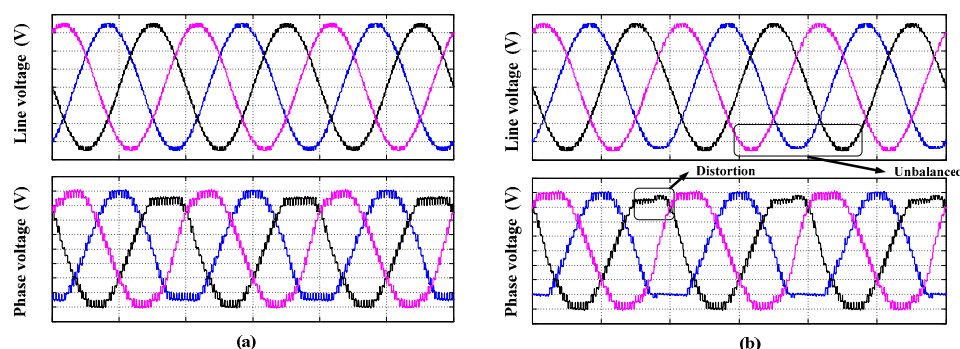 Line voltage (V)
Phase voltage (V)
(a)
Line voltage (V)
Unbalanced
Distortion
Phase voltage (V)
(b)